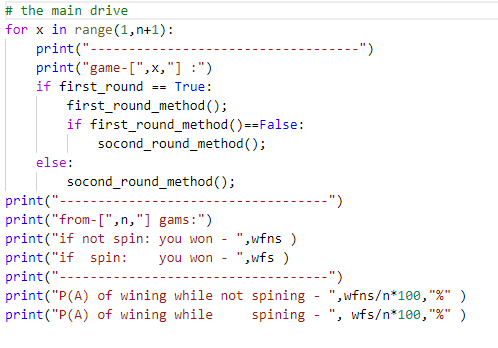 # the main drive
for x in range(1,n+1):
    print("-----------------------------------")
    print("game-[",x,"] :")
    if first_round == True:
        first_round_method();
        if first_round_method()==False:
            socond_round_method();
    else:
        socond_round_method();
print("-----------------------------------")
print("from-[",n,"] gams:")
print("if not spin: you won - ",wfns )
print("if  spin:    you won - ",wfs )
print("-----------------------------------")
print("P(A) of wining while not spining - ",wfns/n*100,"%" )
print("P(A) of wining while     spining - ", wfs/n*100,"%" )